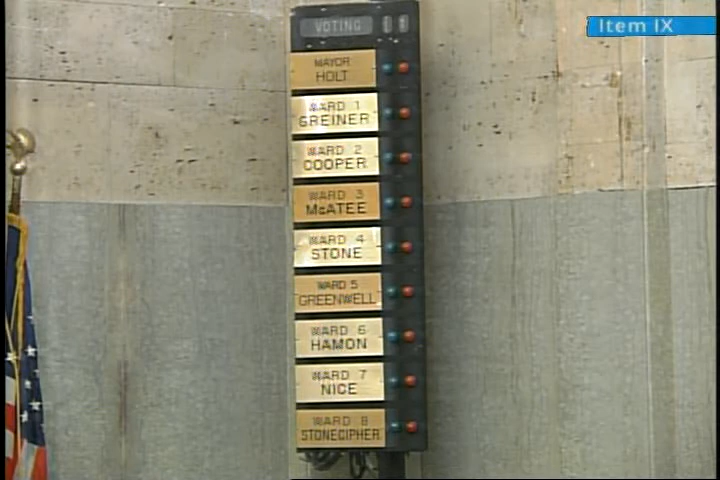 Item IX
VOTING
MAYOR
HOLT
WARD 1
GREINER
WARD 2
COOPER
WARD 3
McATEE
WARD 4
STONE
WARD 5
GREENWELL
WARD 6
HAMON
WARD 7
NICE
WARD 8
STONECIPHER